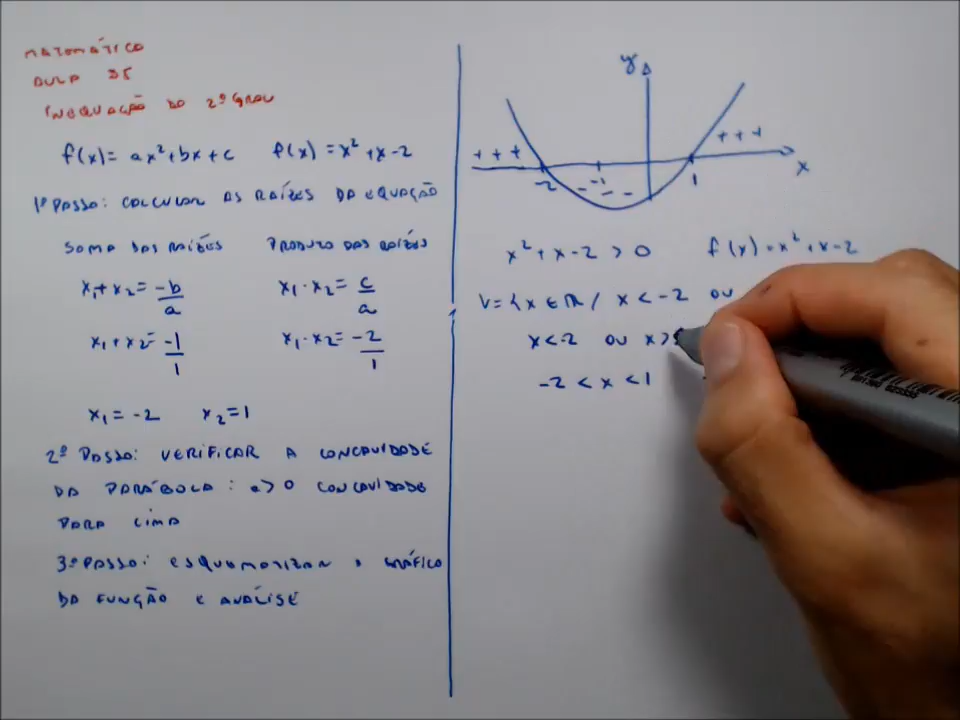 MATEMÁTICO
AULA 35
INEQUAÇÃO DO 2º GRAU
f(x) = ax²+bx+c f(x) = x²+x-2
1º PASSO: CALCULAR AS RAÍZES DA EQUAÇÃO
SOMA DAS RAÍZES PRODUTO DAS RAÍZES
x₁+x₂ = -b/a x₁·x₂ = c/a
x₁+x₂ = -1/1 x₁·x₂ = -2/1
x₁ = -2 x₂ = 1
2º PASSO: VERIFICAR A CONCAVIDADE
DA PARÁBOLA: a>0 CONCAVIDADE
PARA CIMA
3º PASSO: ESQUEMATIZAR O GRÁFICO
DA FUNÇÃO E ANÁLISE
y
+ + + + + +
-2 -1 1 x
- - - -
x²+x-2 > 0 f(x) = x²+x-2
V = {x ∈ R / x < -2 ou
x < -2 ou x >
-2 < x < 1